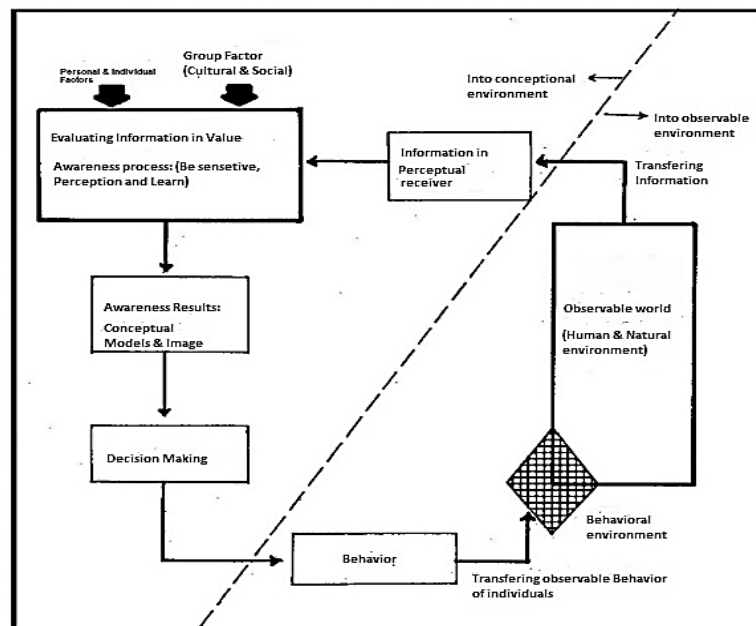 Personal & Individual
Factors
Group Factor
(Cultural & Social)
Into conceptional
environment
Into observable
environment
Evaluating Information in Value
Awareness process: (Be sensetive,
Perception and Learn)
Information in
Perceptual
receiver
Transfering
Information
Awareness Results:
Conceptual
Models & Image
Observable world
(Human & Natural
environment)
Decision Making
Behavioral
environment
Behavior
Transfering observable Behavior
of individuals